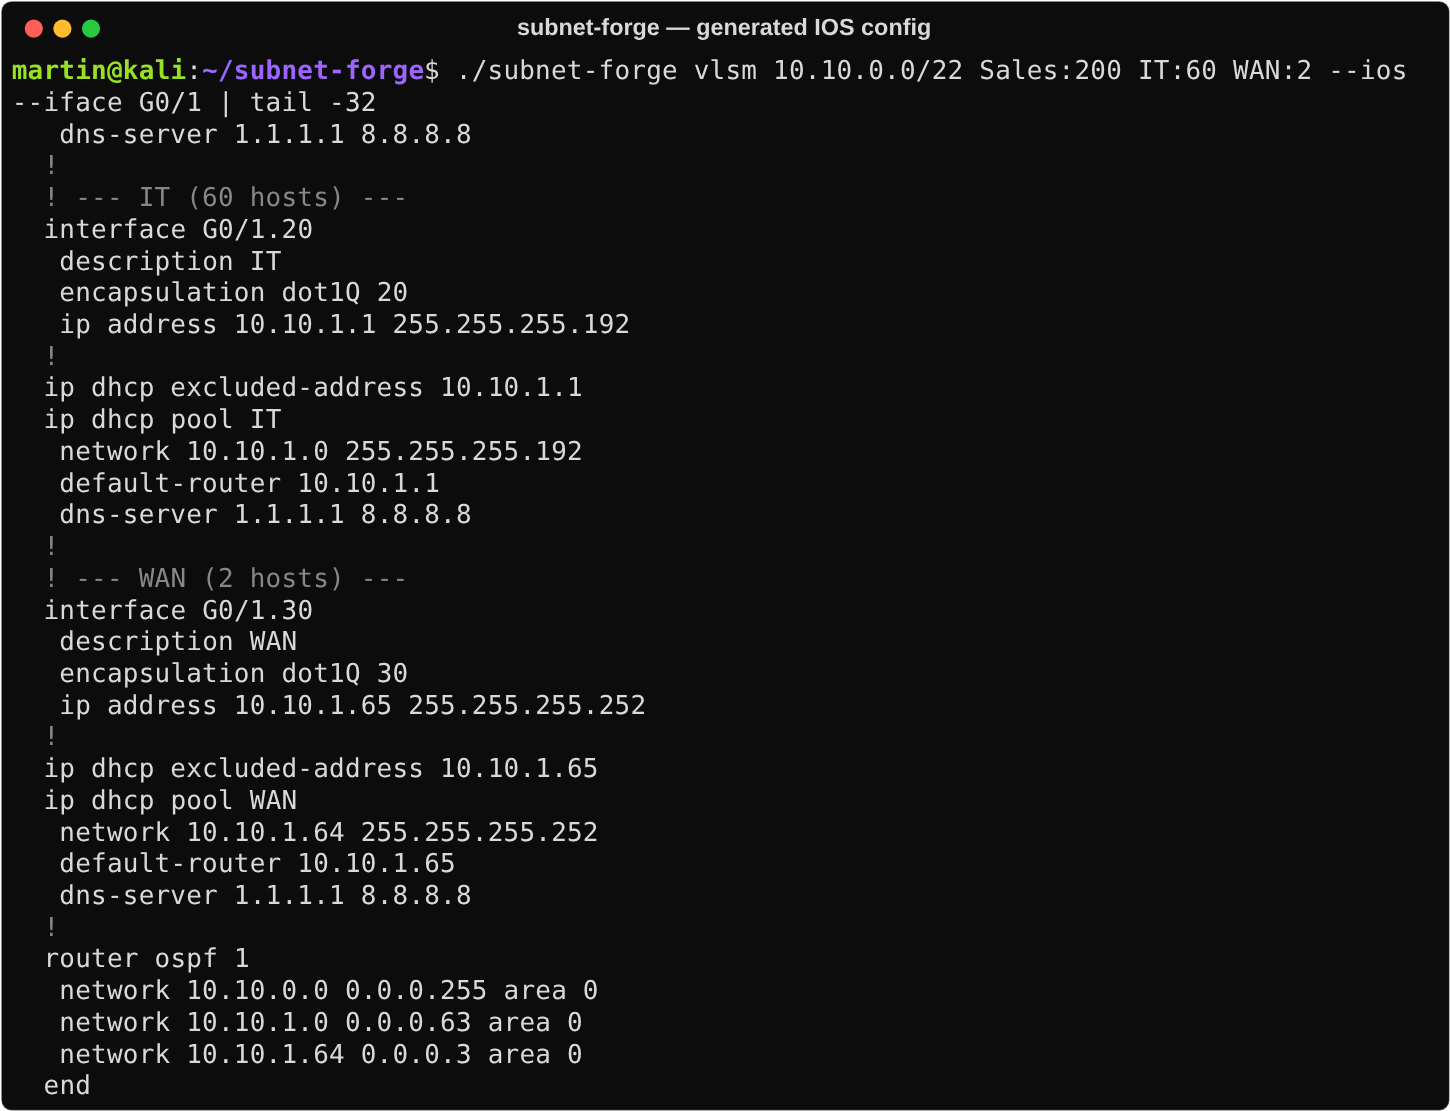 subnet-forge — generated IOS config
martin@kali:~/subnet-forge$ ./subnet-forge vlsm 10.10.0.0/22 Sales:200 IT:60 WAN:2 --ios
--iface G0/1 | tail -32
   dns-server 1.1.1.1 8.8.8.8
  !
  ! --- IT (60 hosts) ---
  interface G0/1.20
   description IT
   encapsulation dot1Q 20
   ip address 10.10.1.1 255.255.255.192
  !
  ip dhcp excluded-address 10.10.1.1
  ip dhcp pool IT
   network 10.10.1.0 255.255.255.192
   default-router 10.10.1.1
   dns-server 1.1.1.1 8.8.8.8
  !
  ! --- WAN (2 hosts) ---
  interface G0/1.30
   description WAN
   encapsulation dot1Q 30
   ip address 10.10.1.65 255.255.255.252
  !
  ip dhcp excluded-address 10.10.1.65
  ip dhcp pool WAN
   network 10.10.1.64 255.255.255.252
   default-router 10.10.1.65
   dns-server 1.1.1.1 8.8.8.8
  !
  router ospf 1
   network 10.10.0.0 0.0.0.255 area 0
   network 10.10.1.0 0.0.0.63 area 0
   network 10.10.1.64 0.0.0.3 area 0
  end